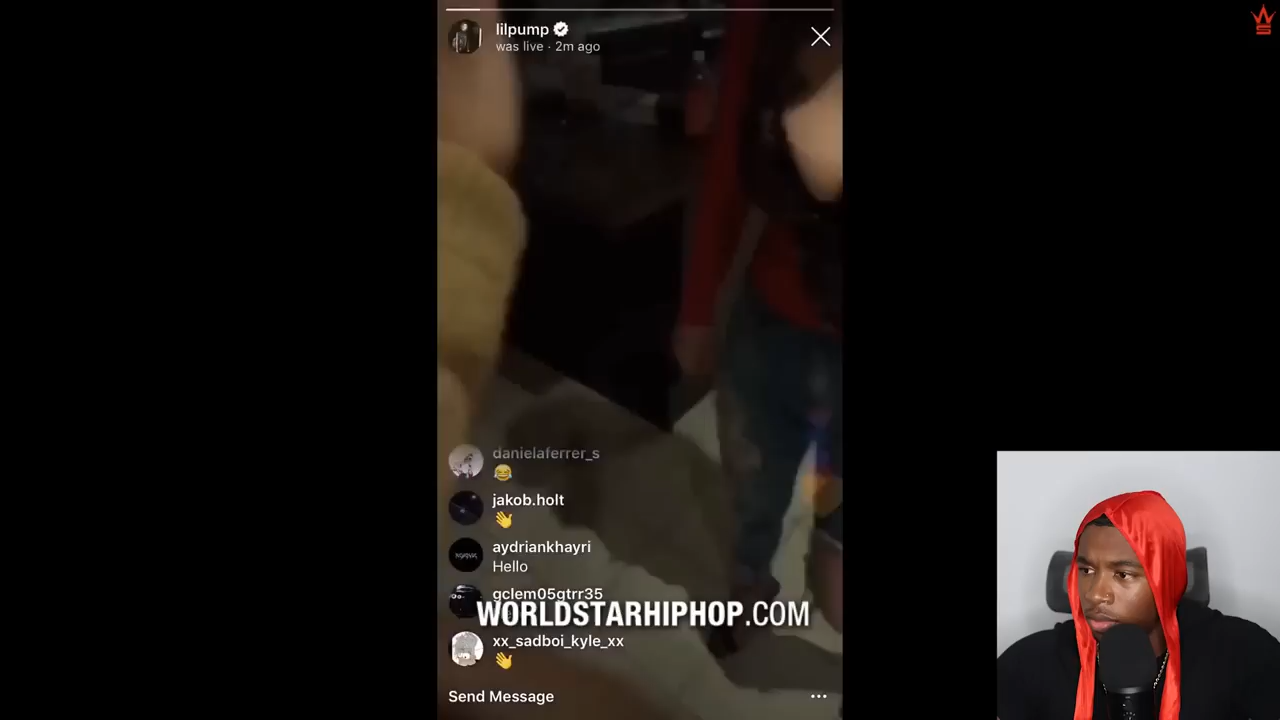 lilpump
was live · 2m ago
danielaferrer_s
😂
jakob.holt
👋
aydriankhayri
Hello
gclem05gtrr35
WORLDSTARHIPHOP.COM
xx_sadboi_kyle_xx
👋
Send Message